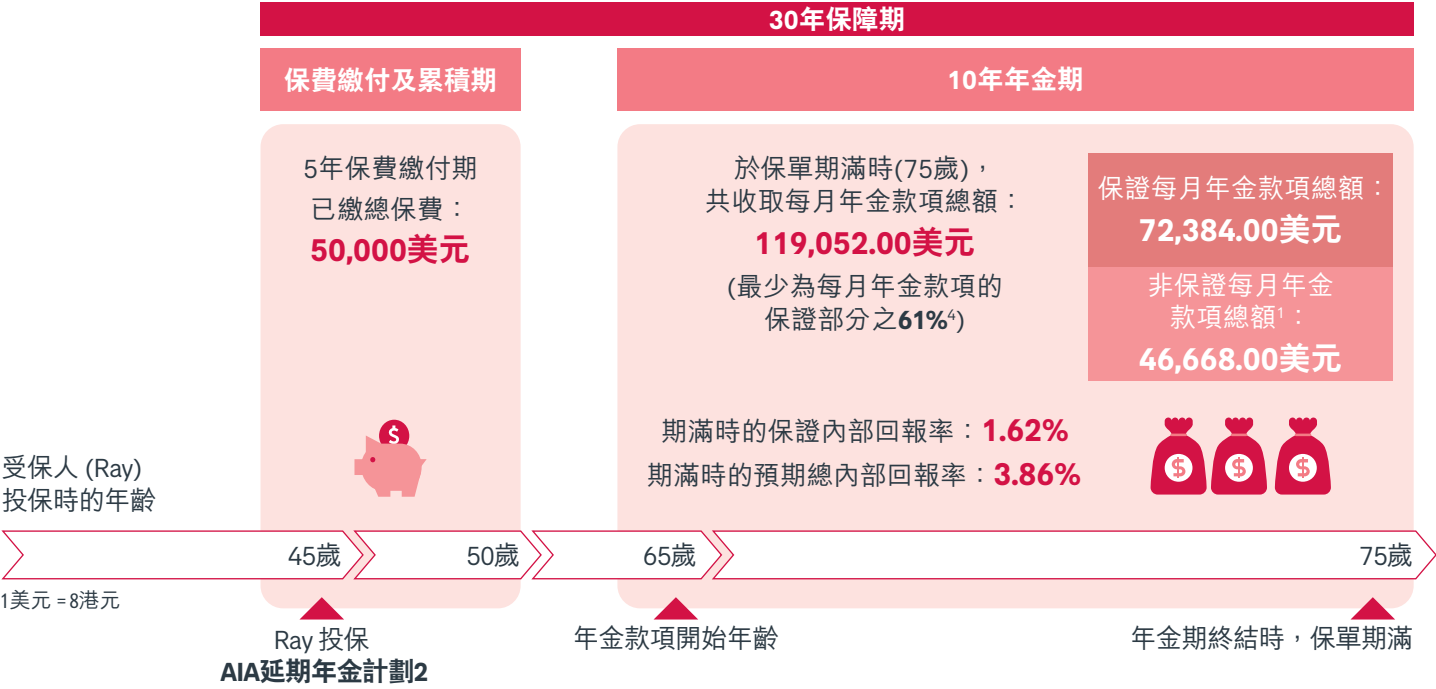 30年保障期
保費繳付及累積期
10年年金期
5年保費繳付期
已繳總保費：
50,000美元
於保單期滿時(75歲)，
共收取每月年金款項總額：
119,052.00美元
(最少為每月年金款項的
保證部分之61%⁴)
保證每月年金款項總額：
72,384.00美元
非保證每月年金
款項總額¹：
46,668.00美元
期滿時的保證內部回報率：1.62%
期滿時的預期總內部回報率：3.86%
$
$ $ $
受保人 (Ray)
投保時的年齡
45歲
50歲
65歲
75歲
1美元 = 8港元
Ray 投保
AIA延期年金計劃2
年金款項開始年齡
年金期終結時，保單期滿